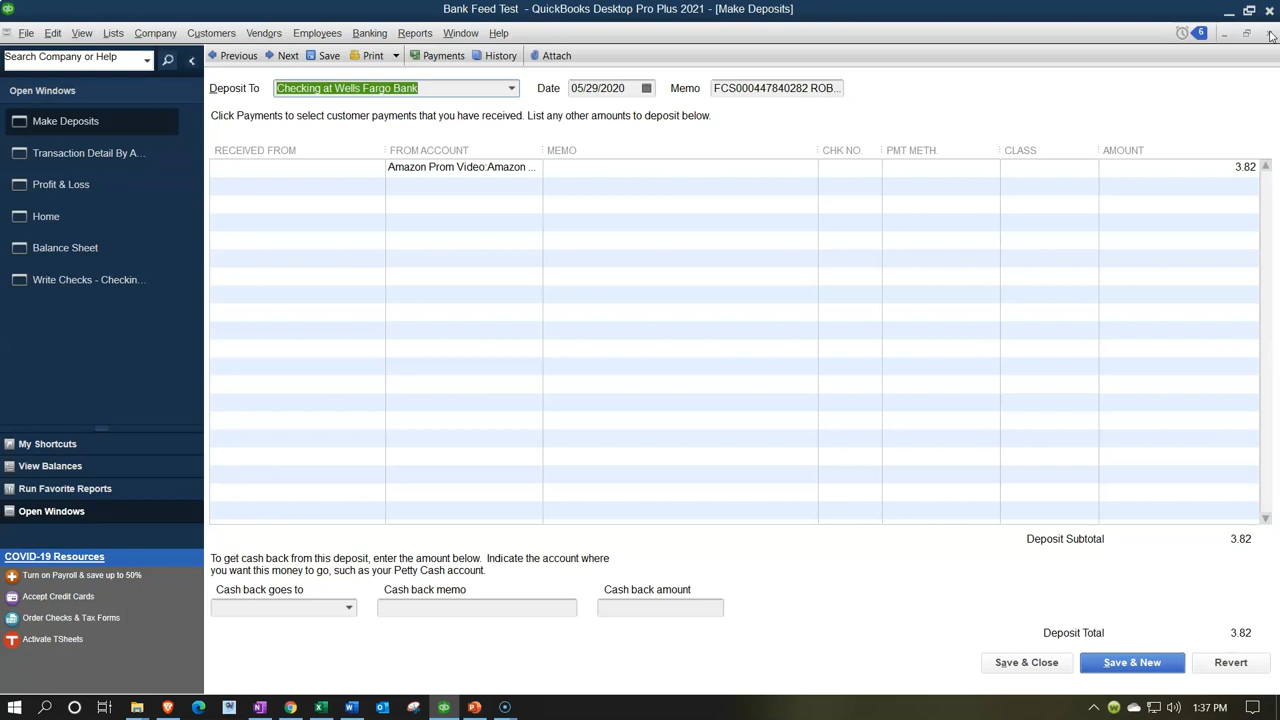 Bank Feed Test - QuickBooks Desktop Pro Plus 2021 - [Make Deposits]
File Edit View Lists Company Customers Vendors Employees Banking Reports Window Help 6
Search Company or Help
Previous Next Save Print Payments History Attach
Open Windows
Make Deposits
Transaction Detail By A...
Profit & Loss
Home
Balance Sheet
Write Checks - Checkin...
Deposit To Checking at Wells Fargo Bank Date 05/29/2020 Memo FCS000447840282 ROB...
Click Payments to select customer payments that you have received. List any other amounts to deposit below.
RECEIVED FROM FROM ACCOUNT MEMO CHK NO. PMT METH. CLASS AMOUNT
Amazon Prom Video:Amazon ... 3.82
My Shortcuts
View Balances
Run Favorite Reports
Open Windows
COVID-19 Resources
Turn on Payroll & save up to 50%
Accept Credit Cards
Order Checks & Tax Forms
Activate TSheets
Deposit Subtotal 3.82
To get cash back from this deposit, enter the amount below. Indicate the account where
you want this money to go, such as your Petty Cash account.
Cash back goes to Cash back memo Cash back amount
Deposit Total 3.82
Save & Close Save & New Revert
1:37 PM